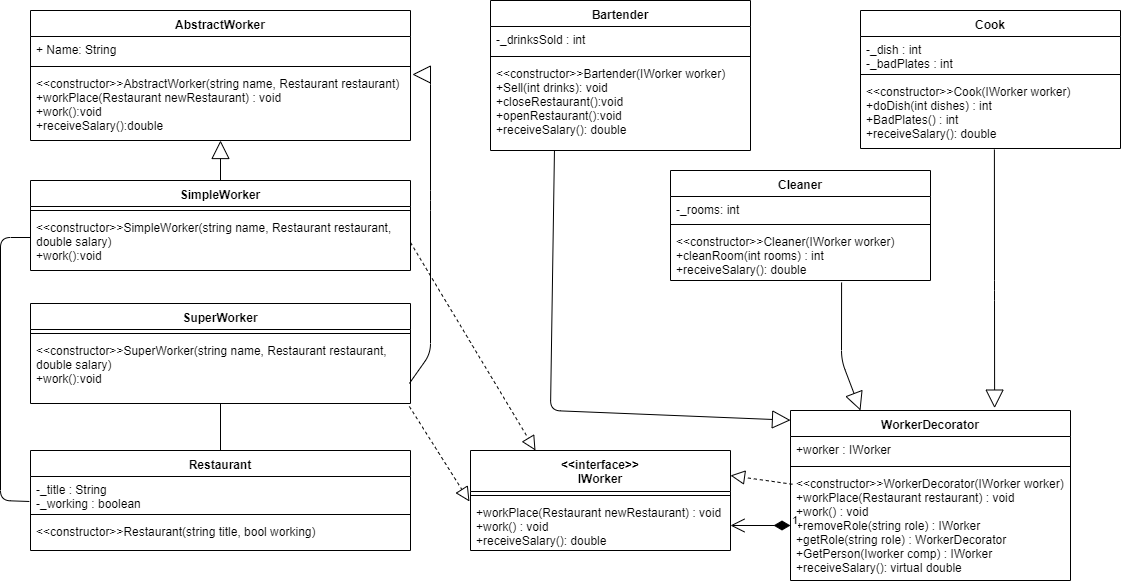 AbstractWorker
+ Name: String
<<constructor>>AbstractWorker(string name, Restaurant restaurant)
+workPlace(Restaurant newRestaurant) : void
+work():void
+receiveSalary():double
SimpleWorker
<<constructor>>SimpleWorker(string name, Restaurant restaurant,
double salary)
+work():void
SuperWorker
<<constructor>>SuperWorker(string name, Restaurant restaurant,
double salary)
+work():void
Restaurant
-_title : String
-_working : boolean
<<constructor>>Restaurant(string title, bool working)
Bartender
-_drinksSold : int
<<constructor>>Bartender(IWorker worker)
+Sell(int drinks): void
+closeRestaurant():void
+openRestaurant():void
+receiveSalary(): double
Cook
-_dish : int
-_badPlates : int
<<constructor>>Cook(IWorker worker)
+doDish(int dishes) : int
+BadPlates() : int
+receiveSalary(): double
Cleaner
-_rooms: int
<<constructor>>Cleaner(IWorker worker)
+cleanRoom(int rooms) : int
+receiveSalary(): double
<<interface>>
IWorker
+workPlace(Restaurant newRestaurant) : void
+work() : void
+receiveSalary(): double
WorkerDecorator
+worker : IWorker
<<constructor>>WorkerDecorator(IWorker worker)
+workPlace(Restaurant restaurant) : void
+work() : void
1
+removeRole(string role) : IWorker
+getRole(string role) : WorkerDecorator
+GetPerson(Iworker comp) : IWorker
+receiveSalary(): virtual double